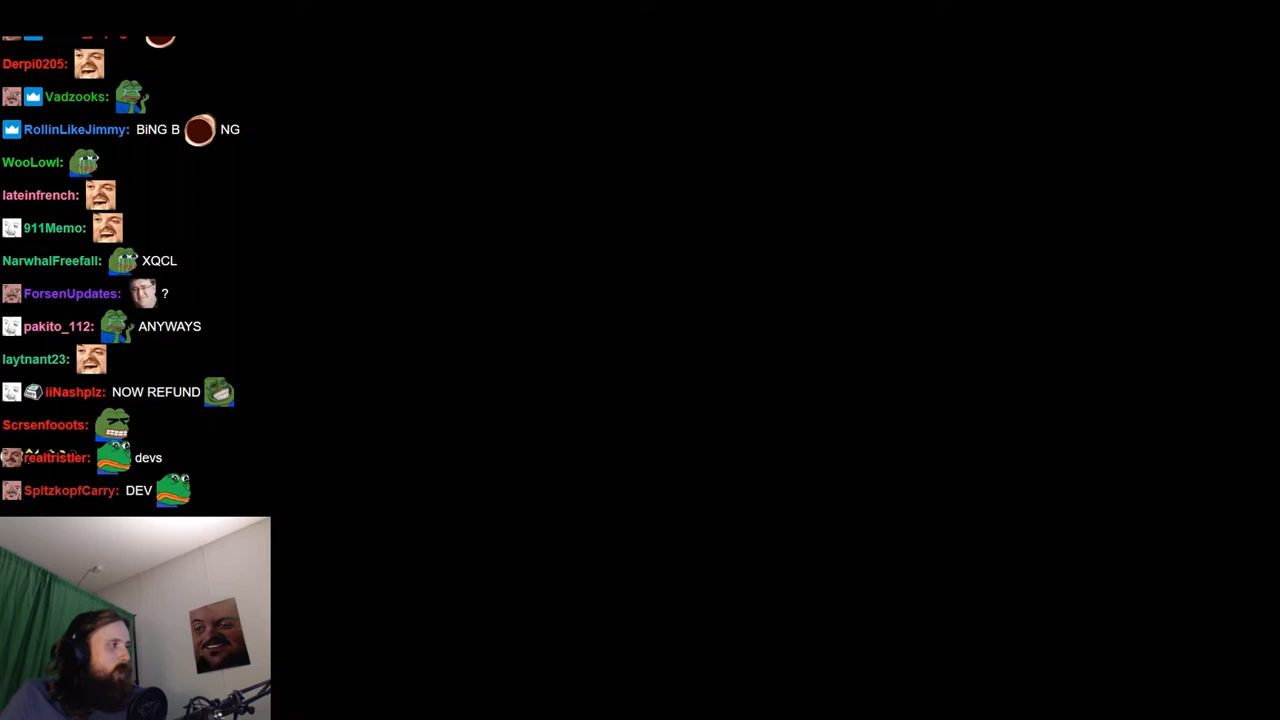 Derpi0205:
Vadzooks:
RollinLikeJimmy: BiNG B NG
WooLowl:
lateinfrench:
911Memo:
NarwhalFreefall: XQCL
ForsenUpdates: ?
pakito_112: ANYWAYS
laytnant23:
iiNashplz: NOW REFUND
Scrsenfooots:
realtristler: devs
SpitzkopfCarry: DEV